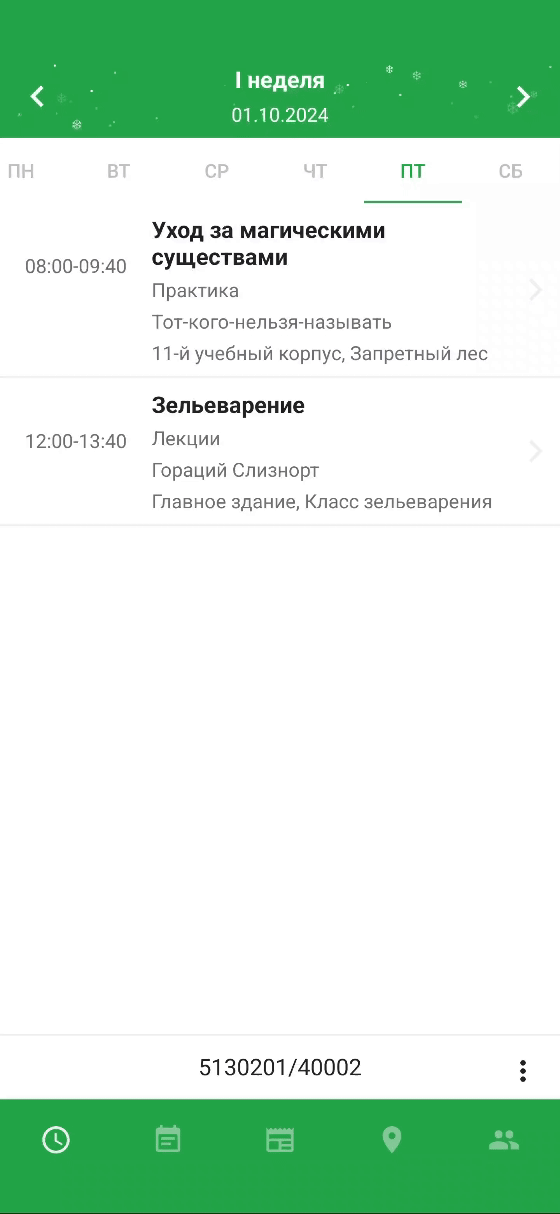 I неделя
01.10.2024
ПН ВТ СР ЧТ ПТ СБ
Уход за магическими
существами
08:00-09:40
Практика
Тот-кого-нельзя-называть
11-й учебный корпус, Запретный лес
Зельеварение
12:00-13:40
Лекции
Гораций Слизнорт
Главное здание, Класс зельеварения
5130201/40002